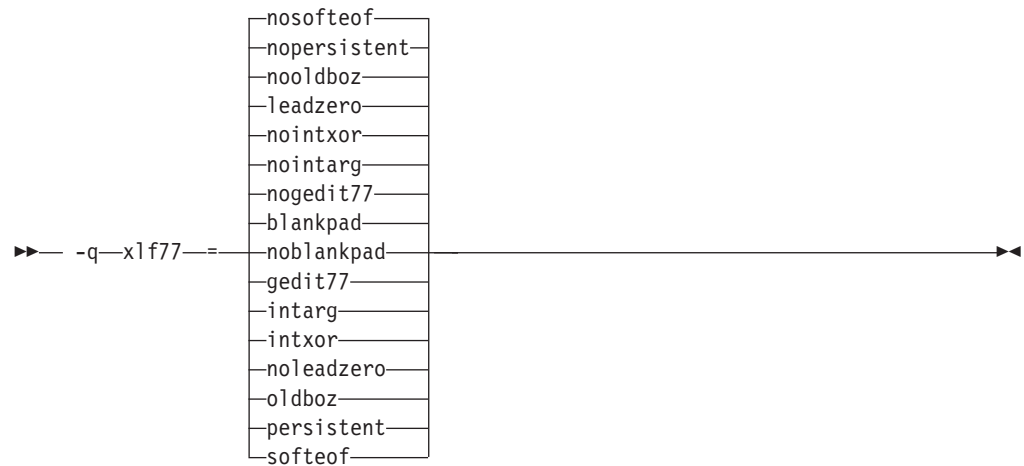 nosofteof
nopersistent
nooldboz
leadzero
nointxor
nointarg
nogedit77
blankpad
-q xlf77 = noblankpad
gedit77
intarg
intxor
noleadzero
oldboz
persistent
softeof